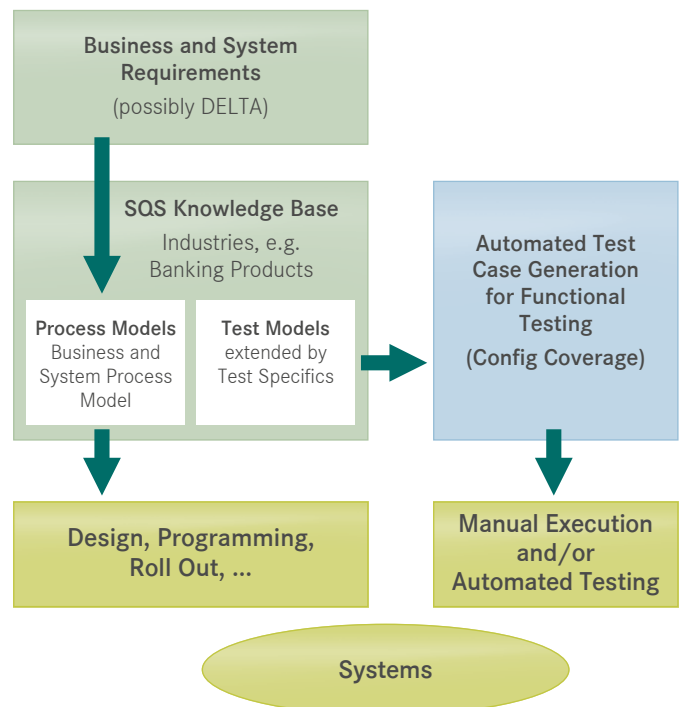 Business and System
Requirements
(possibly DELTA)
SQS Knowledge Base
Industries, e.g.
Banking Products
Process Models
Business and
System Process
Model
Test Models
extended by
Test Specifics
Automated Test
Case Generation
for Functional
Testing
(Config Coverage)
Design, Programming,
Roll Out, ...
Manual Execution
and/or
Automated Testing
Systems